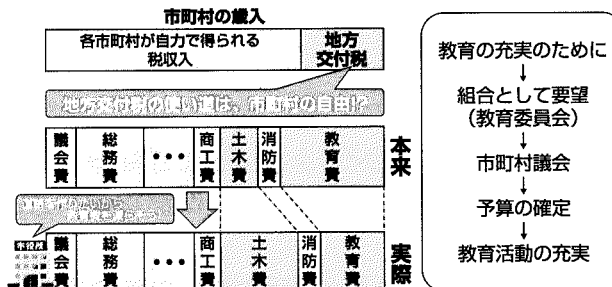 市町村の歳入
各市町村が自力で得られる
税収入
地方
交付税
地方交付税の使い道は、市町村の自由!?
議会費
総務費
・・・
商工費
土木費
消防費
教育費
本来
市役所
議会費
総務費
・・・
商工費
土木費
消防費
教育費
実際
教育の充実のために
↓
組合として要望
(教育委員会)
↓
市町村議会
↓
予算の確定
↓
教育活動の充実